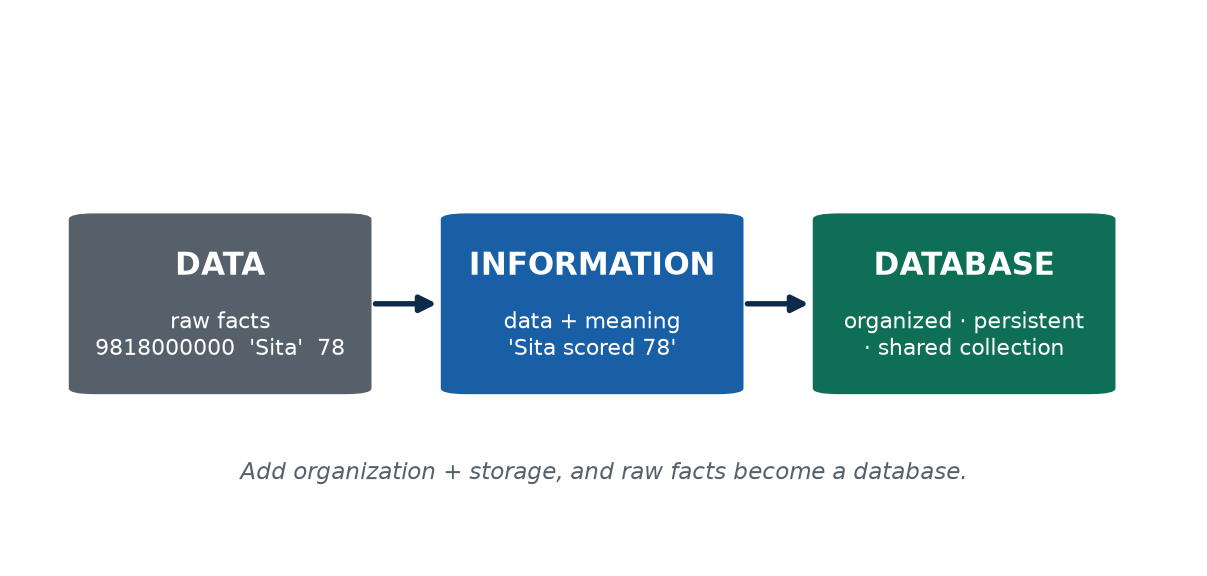 DATA
raw facts
9818000000  'Sita'  78
INFORMATION
data + meaning
'Sita scored 78'
DATABASE
organized · persistent
· shared collection
Add organization + storage, and raw facts become a database.